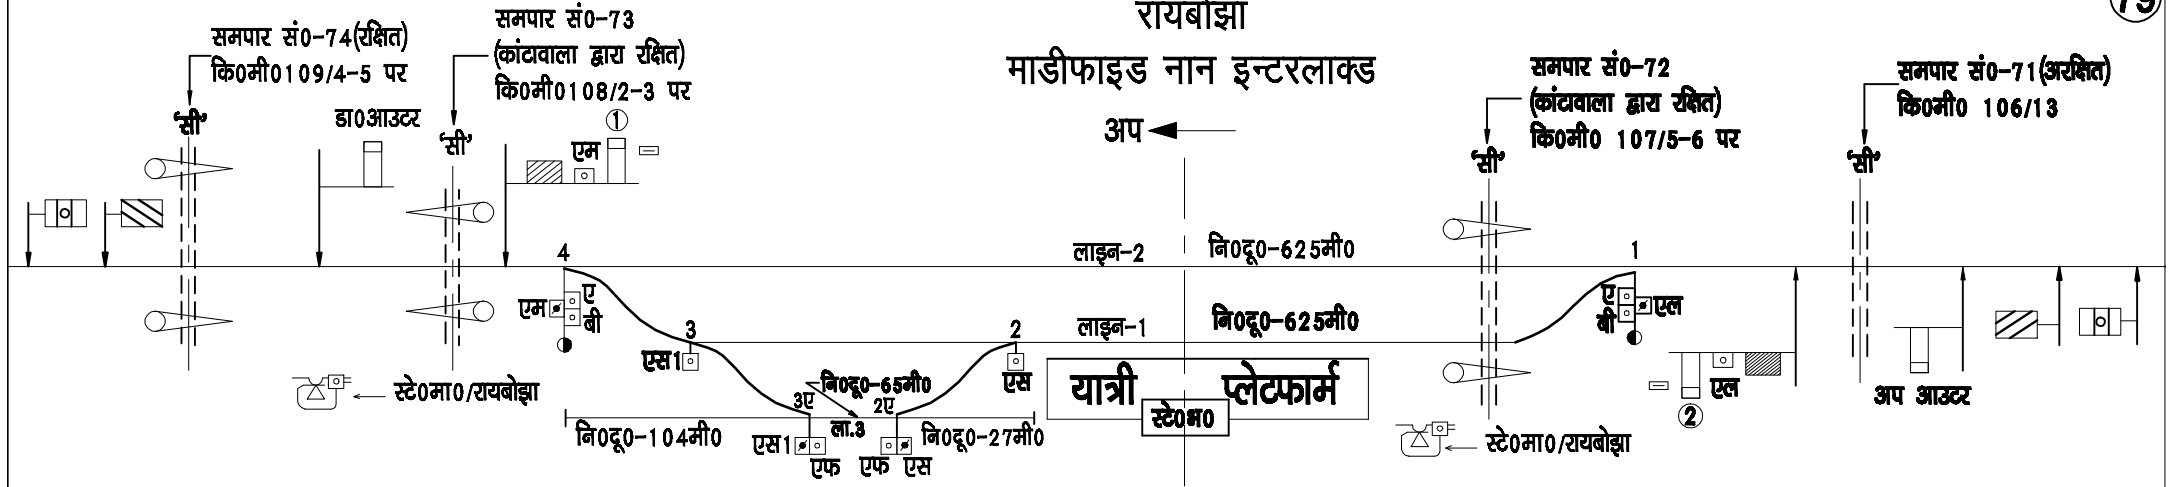 रायबोझा
माडीफाइड नान इन्टरलाक्ड
79
समपार सं0-74(रक्षित)
कि0मी0109/4-5 पर
समपार सं0-73
(कांटावाला द्वारा रक्षित)
कि0मी0108/2-3 पर
समपार सं0-72
(कांटावाला द्वारा रक्षित)
कि0मी0 107/5-6 पर
समपार सं0-71(अरक्षित)
कि0मी0 106/13
'सी'
डा0आउटर
'सी'
1
एम
अप
'सी'
'सी'
4
लाइन-2
नि0दू0-625मी0
1
एम
ए
बी
3
एस1
2
एस
लाइन-1
नि0दू0-625मी0
ए
बी
एल
एल
2
अप आउटर
स्टे0मा0/रायबोझा
नि0दू0-65मी0
3ए
2ए
ला.3
नि0दू0-104मी0
नि0दू0-27मी0
एस1
एफ
एफ
एस
यात्री प्लेटफार्म
स्टे0भ0
स्टे0मा0/रायबोझा